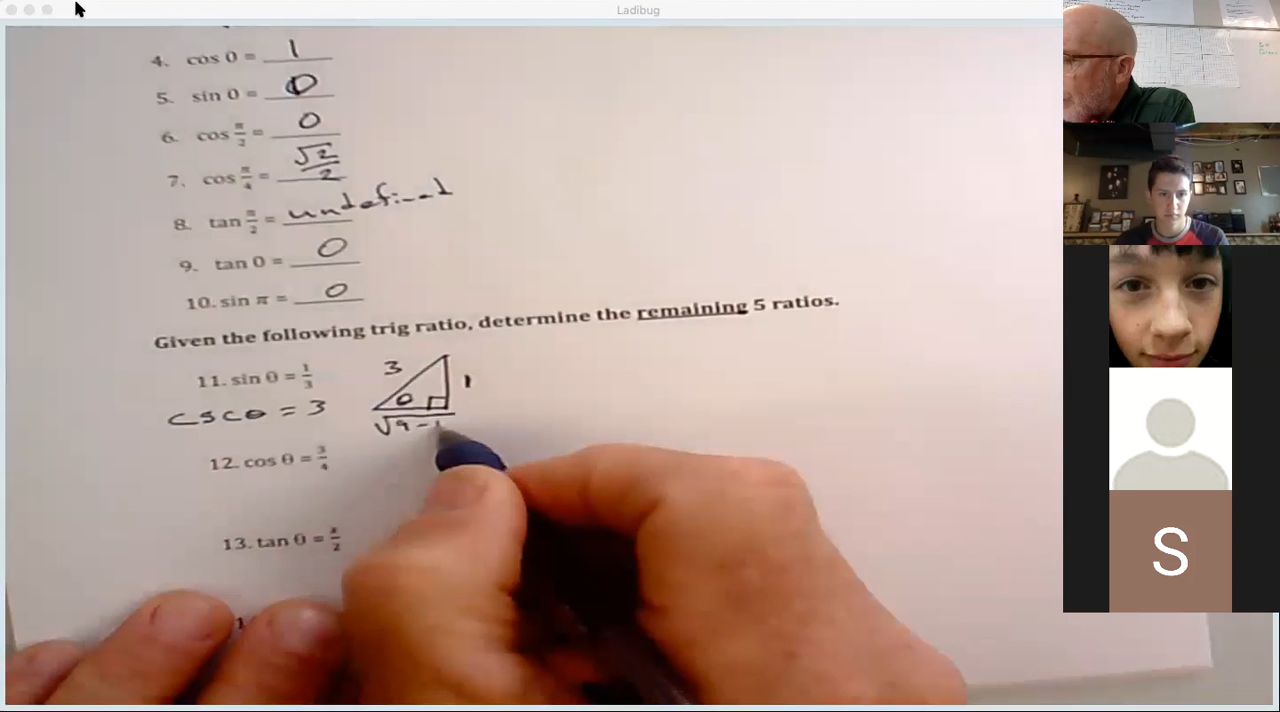 Ladibug
4. cos 0 = 1
5. sin 0 = 0
6. cos π/2 = 0
7. cos π/4 = √2/2
8. tan π/2 = undefined
9. tan 0 = 0
10. sin π = 0
Given the following trig ratio, determine the remaining 5 ratios.
11. sin θ = 1/3
3
1
θ
csc θ = 3
√9-1
12. cos θ = 3/4
13. tan θ =
S